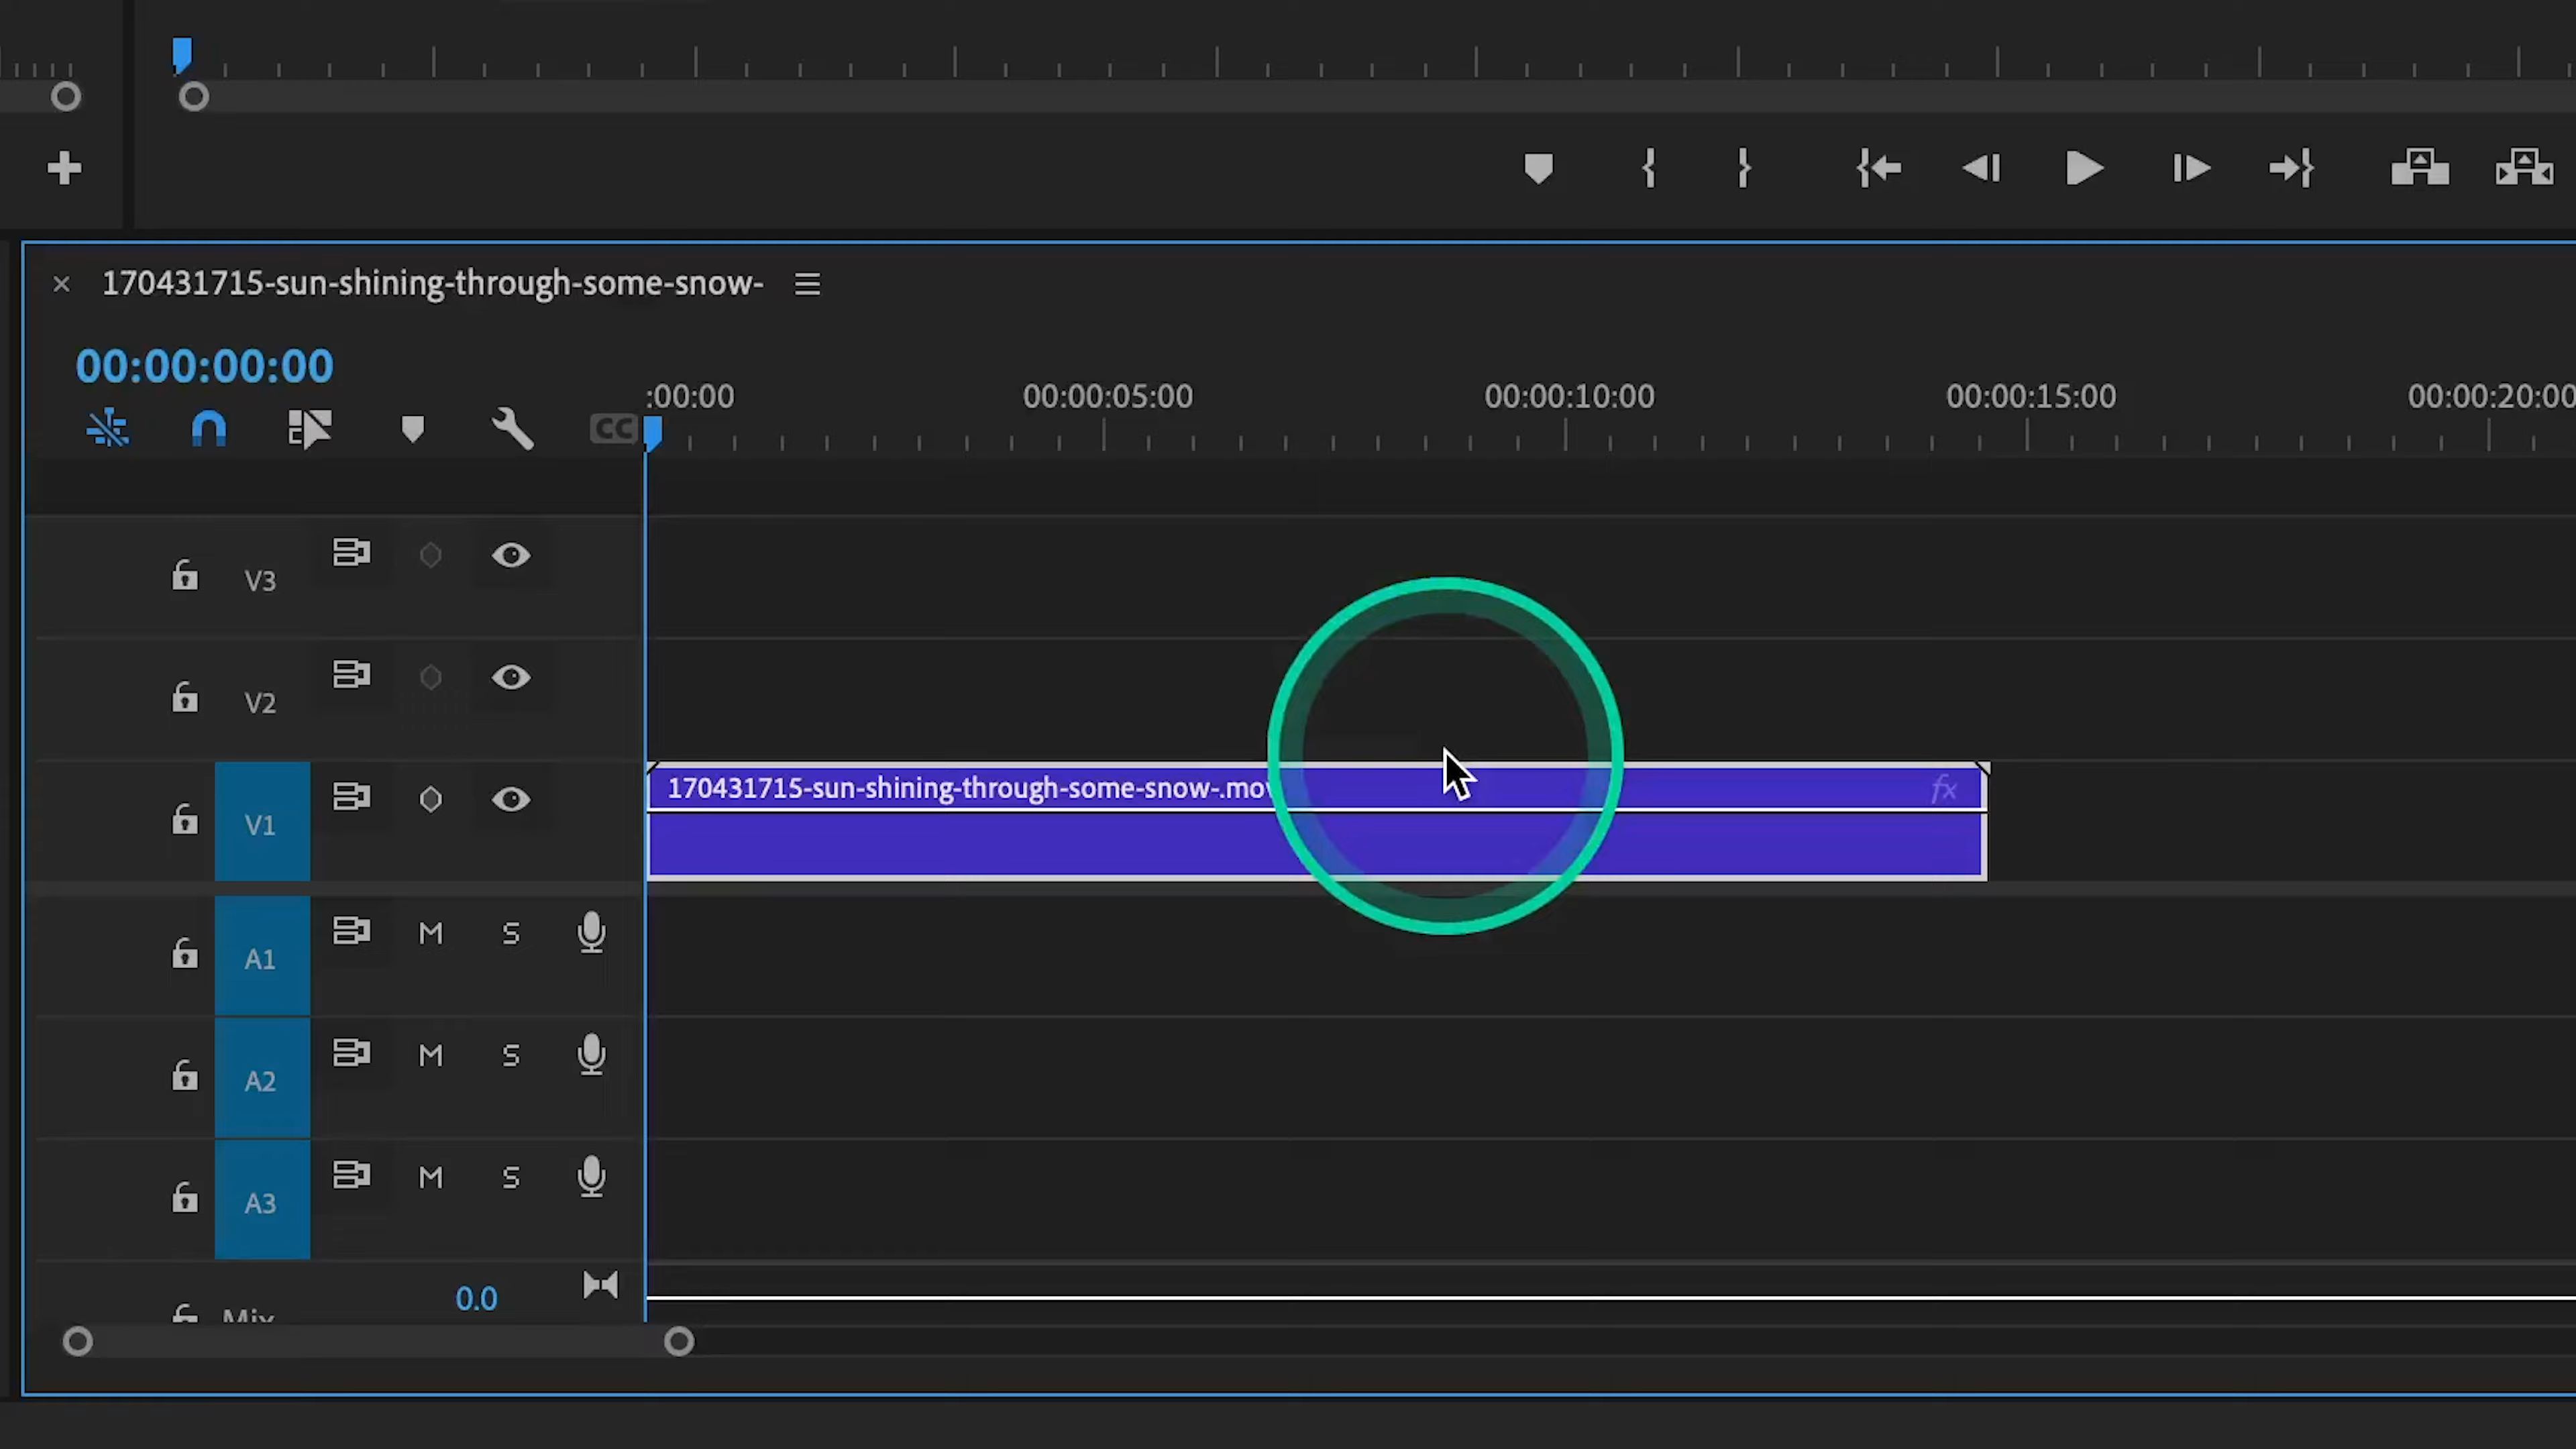 170431715-sun-shining-through-some-snow-
00:00:00:00
:00:00 00:00:05:00 00:00:10:00 00:00:15:00 00:00:20:00
CC
V3
V2
170431715-sun-shining-through-some-snow-.mov fx
V1
A1 M S
A2 M S
A3 M S
0.0
Mix